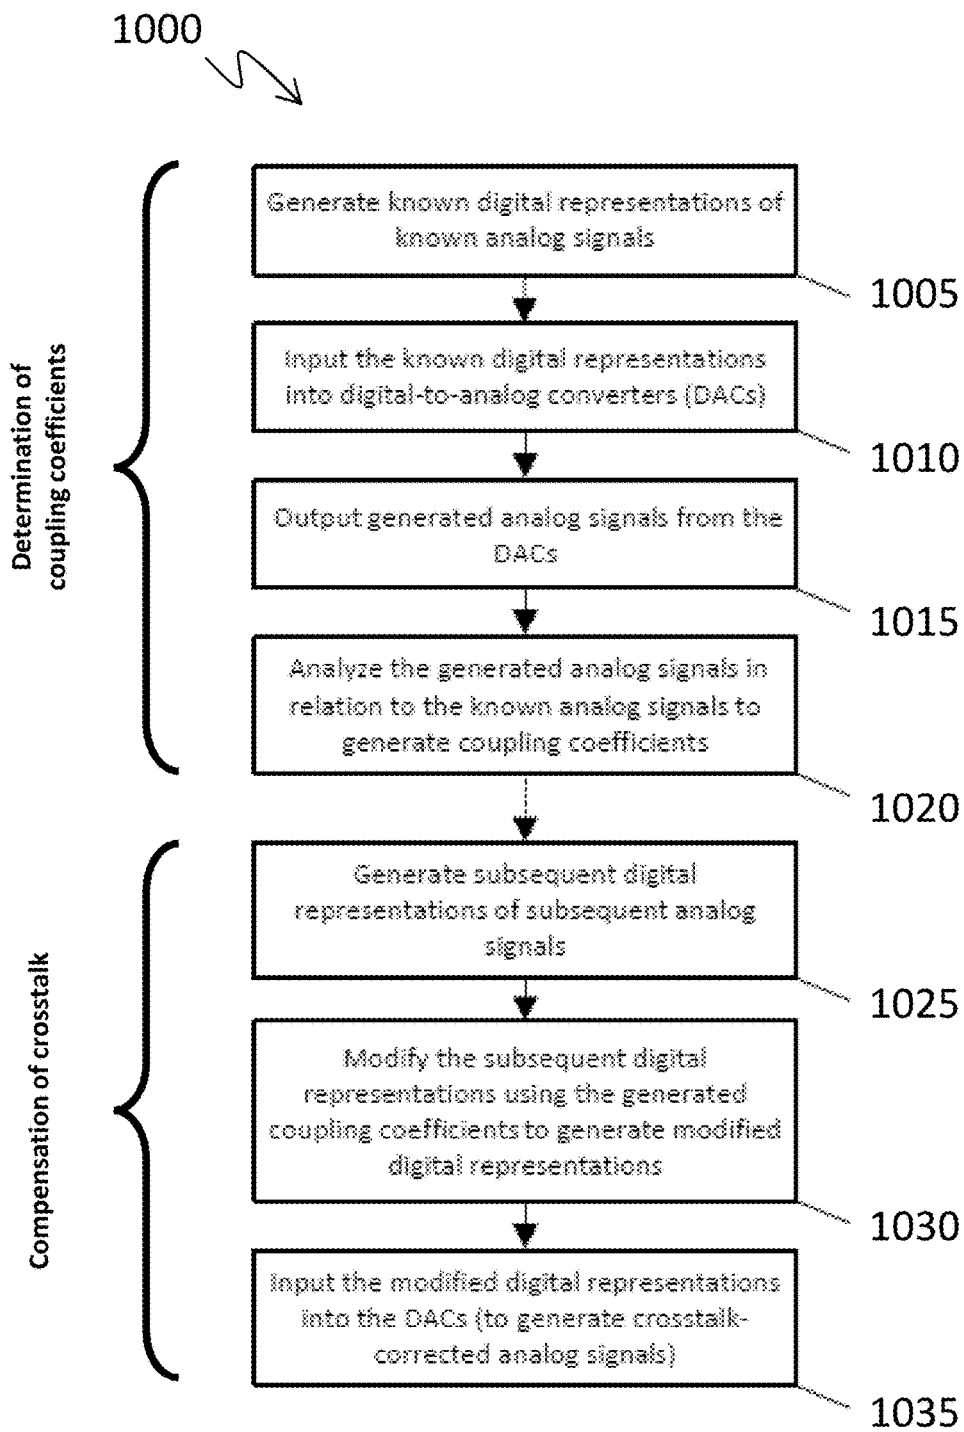 1000
Determination of
coupling coefficients
Generate known digital representations of
known analog signals
1005
Input the known digital representations
into digital-to-analog converters (DACs)
1010
Output generated analog signals from the
DACs
1015
Analyze the generated analog signals in
relation to the known analog signals to
generate coupling coefficients
1020
Compensation of crosstalk
Generate subsequent digital
representations of subsequent analog
signals
1025
Modify the subsequent digital
representations using the generated
coupling coefficients to generate modified
digital representations
1030
Input the modified digital representations
into the DACs (to generate crosstalk-
corrected analog signals)
1035